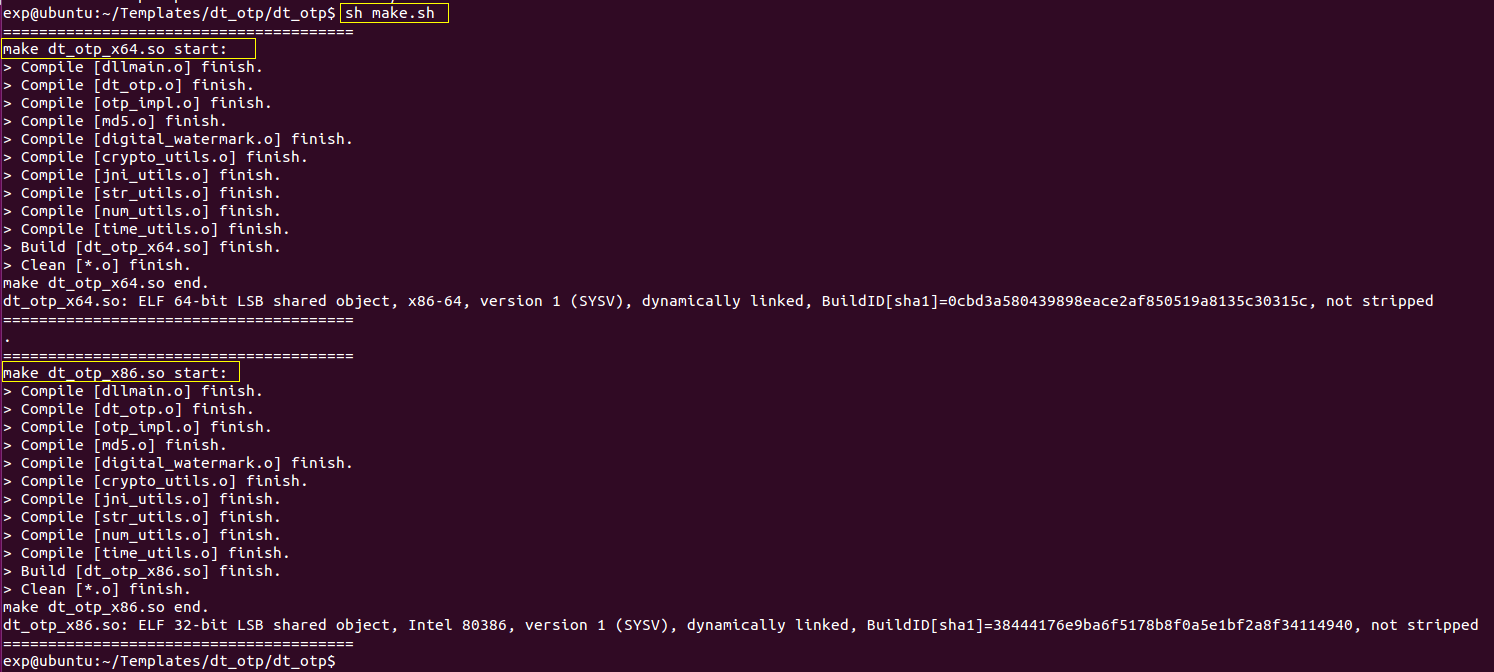 exp@ubuntu:~/Templates/dt_otp/dt_otp$ sh make.sh
=======================================
make dt_otp_x64.so start:
> Compile [dllmain.o] finish.
> Compile [dt_otp.o] finish.
> Compile [otp_impl.o] finish.
> Compile [md5.o] finish.
> Compile [digital_watermark.o] finish.
> Compile [crypto_utils.o] finish.
> Compile [jni_utils.o] finish.
> Compile [str_utils.o] finish.
> Compile [num_utils.o] finish.
> Compile [time_utils.o] finish.
> Build [dt_otp_x64.so] finish.
> Clean [*.o] finish.
make dt_otp_x64.so end.
dt_otp_x64.so: ELF 64-bit LSB shared object, x86-64, version 1 (SYSV), dynamically linked, BuildID[sha1]=0cbd3a580439898eace2af850519a8135c30315c, not stripped
=======================================
.
=======================================
make dt_otp_x86.so start:
> Compile [dllmain.o] finish.
> Compile [dt_otp.o] finish.
> Compile [otp_impl.o] finish.
> Compile [md5.o] finish.
> Compile [digital_watermark.o] finish.
> Compile [crypto_utils.o] finish.
> Compile [jni_utils.o] finish.
> Compile [str_utils.o] finish.
> Compile [num_utils.o] finish.
> Compile [time_utils.o] finish.
> Build [dt_otp_x86.so] finish.
> Clean [*.o] finish.
make dt_otp_x86.so end.
dt_otp_x86.so: ELF 32-bit LSB shared object, Intel 80386, version 1 (SYSV), dynamically linked, BuildID[sha1]=38444176e9ba6f5178b8f0a5e1bf2a8f34114940, not stripped
=======================================
exp@ubuntu:~/Templates/dt_otp/dt_otp$